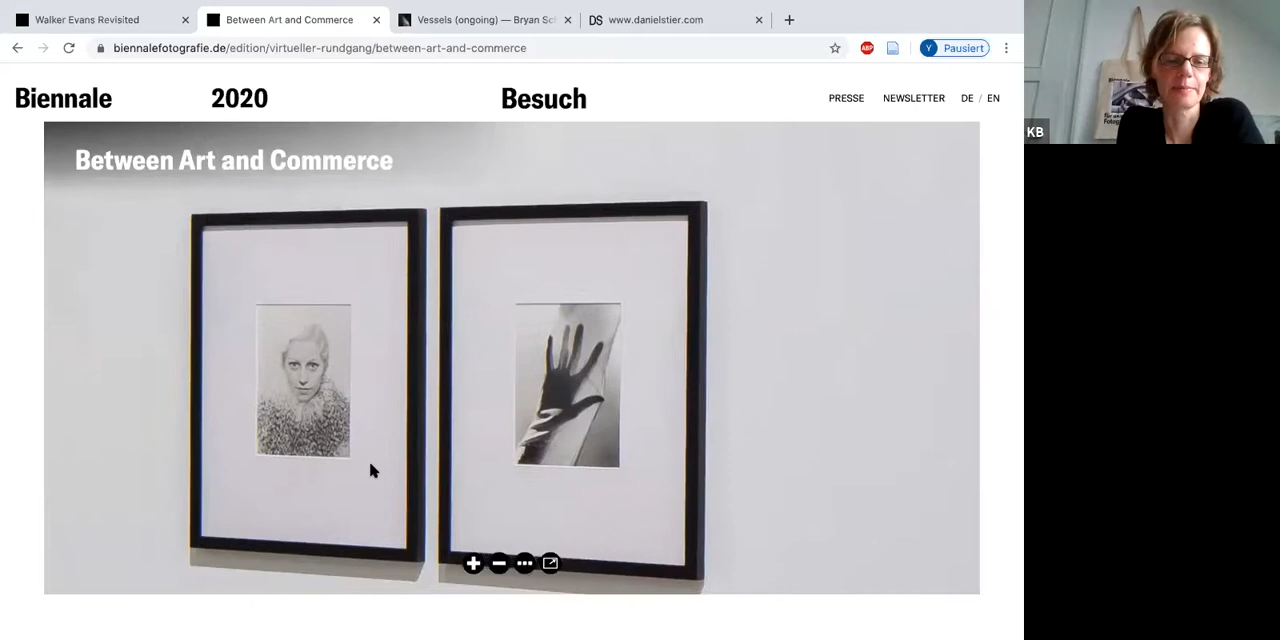 Walker Evans Revisited
Between Art and Commerce
Vessels (ongoing) — Bryan Sc
DS www.danielstier.com
biennalefotografie.de/edition/virtueller-rundgang/between-art-and-commerce
ABP
Y Pausiert
Biennale 2020 Besuch PRESSE NEWSLETTER DE / EN
Between Art and Commerce
KB